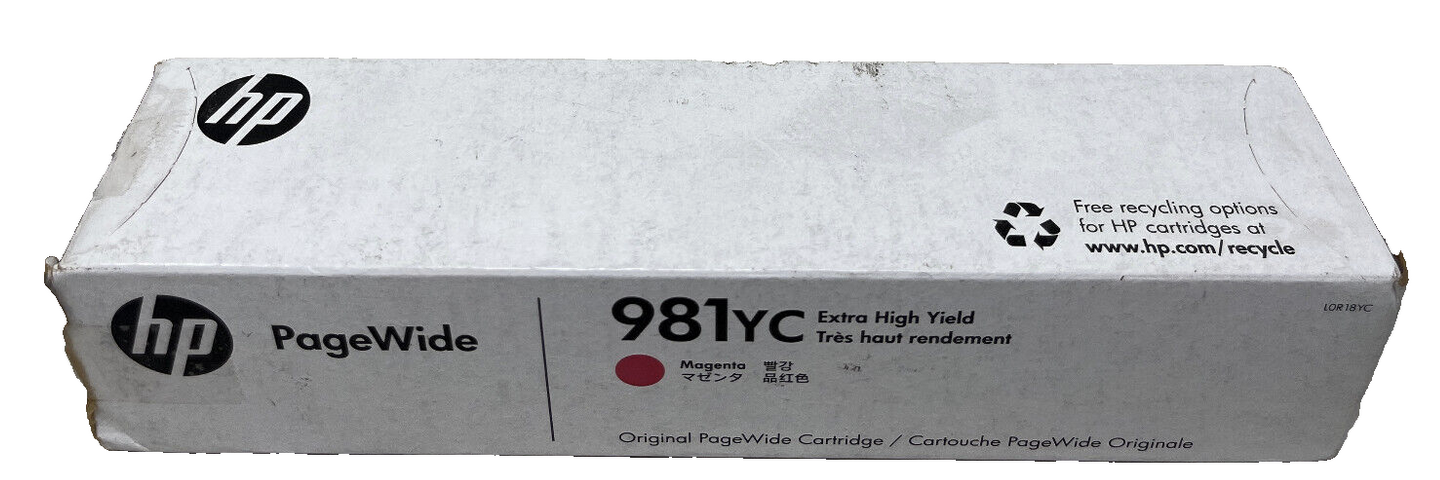 hp
Free recycling options
for HP cartridges at
www.hp.com/recycle
hp PageWide
981YC Extra High Yield
Très haut rendement
L0R18YC
Magenta 빨강
マゼンタ 品红色
Original PageWide Cartridge / Cartouche PageWide Originale